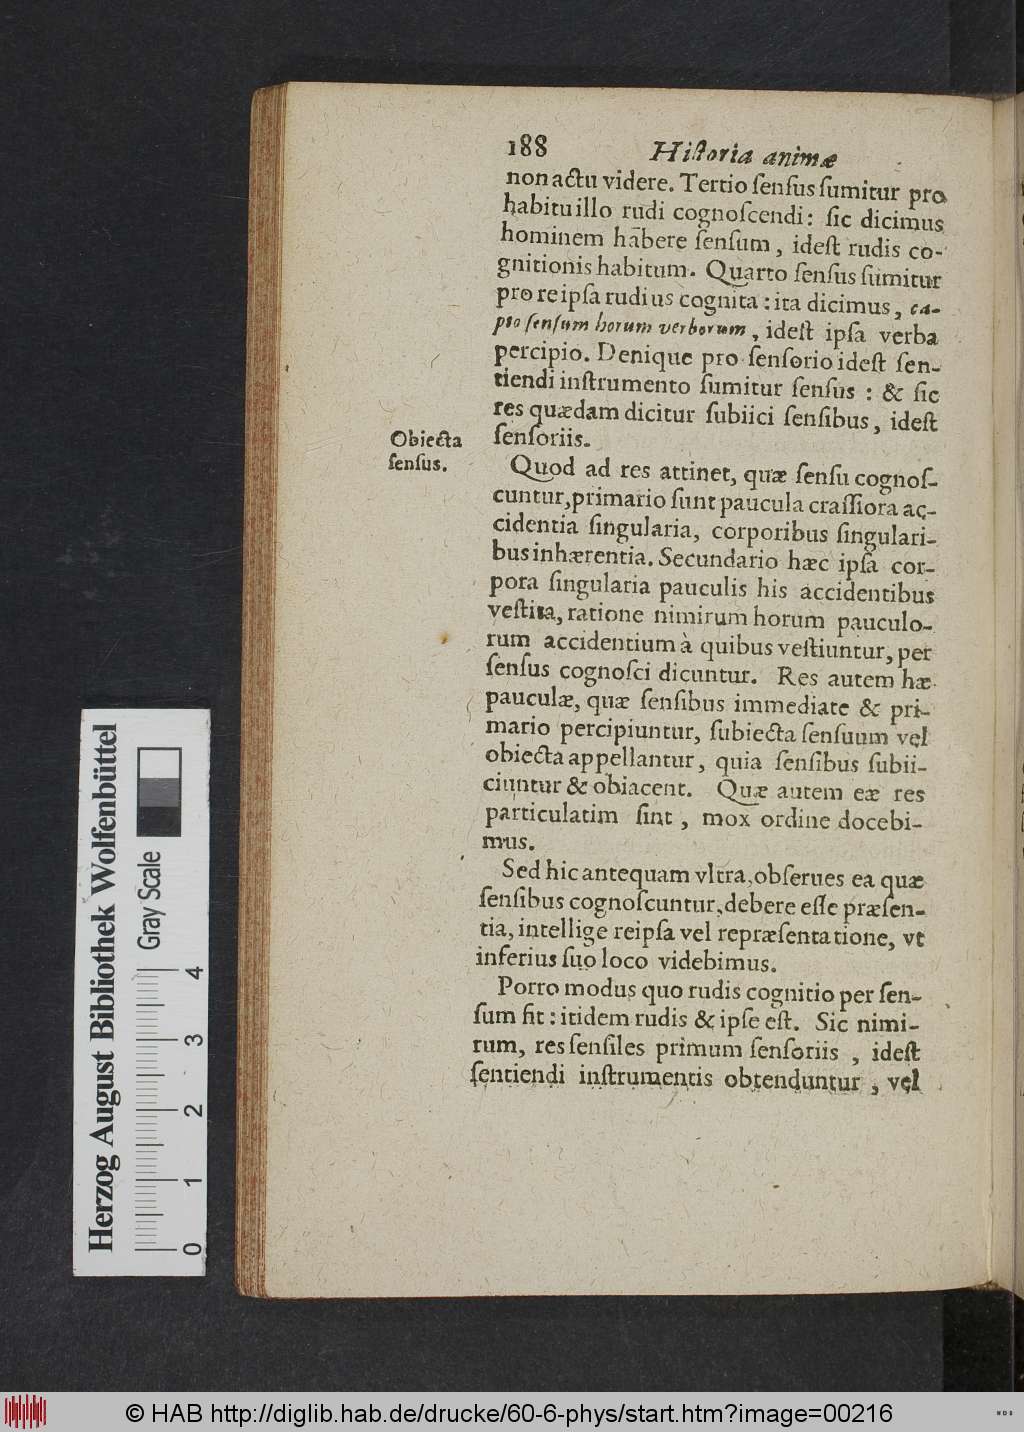 188 Hiſtoria animæ
non actu videre. Tertio ſenſus ſumitur pro
habitu illo rudi cognoſcendi: ſic dicimus
hominem habere ſenſum, ideſt rudis co-
gnitionis habitum. Quarto ſenſus ſumitur
pro re ipſa rudius cognita: ita dicimus, ca-
pio ſenſum horum verborum, ideſt ipſa verba
percipio. Denique pro ſenſorio ideſt ſen-
tiendi inſtrumento ſumitur ſenſus: & ſic
res quædam dicitur ſubiici ſenſibus, ideſt
ſenſoriis.
Obiecta
ſenſus.
Quod ad res attinet, quæ ſenſu cognoſ-
cuntur, primario ſunt paucula craſſiora ac-
cidentia ſingularia, corporibus ſingulari-
bus inhærentia. Secundario hæc ipſa cor-
pora ſingularia pauculis his accidentibus
veſtita, ratione nimirum horum pauculo-
rum accidentium à quibus veſtiuntur, per
ſenſus cognoſci dicuntur. Res autem hæ
pauculæ, quæ ſenſibus immediate & pri-
mario percipiuntur, ſubiecta ſenſuum vel
obiecta appellantur, quia ſenſibus ſubii-
ciuntur & obiacent. Quæ autem eæ res
particulatim ſint, mox ordine docebi-
mus.
Sed hic antequam vltra, obſerues ea quæ
ſenſibus cognoſcuntur, debere eſſe præſen-
tia, intellige reipſa vel repræſentatione, vt
inferius ſuo loco videbimus.
Porro modus quo rudis cognitio per ſen-
ſum fit: itidem rudis & ipſe eſt. Sic nimi-
rum, res ſenſiles primum ſenſoriis, ideſt
ſentiendi inſtrumentis obtenduntur, vel
Herzog August Bibliothek Wolfenbüttel
Gray Scale
0 1 2 3 4
© HAB http://diglib.hab.de/drucke/60-6-phys/start.htm?image=00216